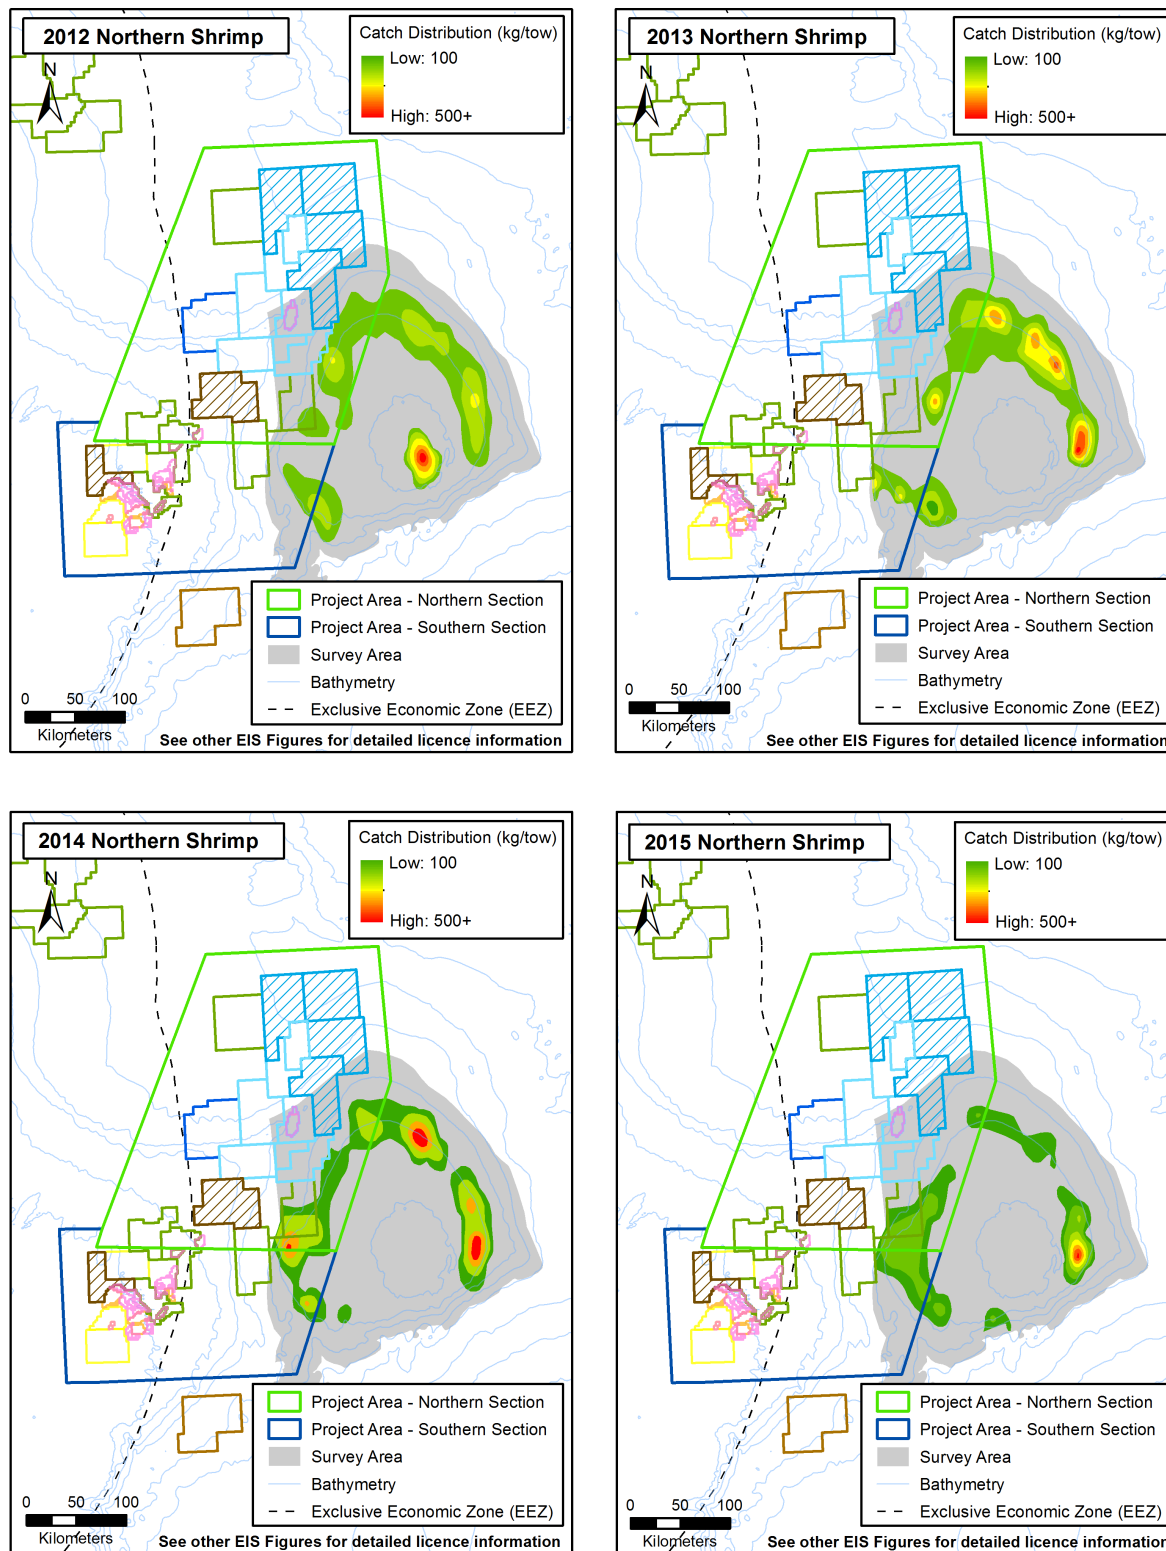 2012 Northern Shrimp
Catch Distribution (kg/tow)
Low: 100
High: 500+
N
Project Area - Northern Section
Project Area - Southern Section
Survey Area
Bathymetry
Exclusive Economic Zone (EEZ)
0 50 100
Kilometers
See other EIS Figures for detailed licence information
2013 Northern Shrimp
Catch Distribution (kg/tow)
Low: 100
High: 500+
N
Project Area - Northern Section
Project Area - Southern Section
Survey Area
Bathymetry
Exclusive Economic Zone (EEZ)
0 50 100
Kilometers
See other EIS Figures for detailed licence information
2014 Northern Shrimp
Catch Distribution (kg/tow)
Low: 100
High: 500+
N
Project Area - Northern Section
Project Area - Southern Section
Survey Area
Bathymetry
Exclusive Economic Zone (EEZ)
0 50 100
Kilometers
See other EIS Figures for detailed licence information
2015 Northern Shrimp
Catch Distribution (kg/tow)
Low: 100
High: 500+
N
Project Area - Northern Section
Project Area - Southern Section
Survey Area
Bathymetry
Exclusive Economic Zone (EEZ)
0 50 100
Kilometers
See other EIS Figures for detailed licence information